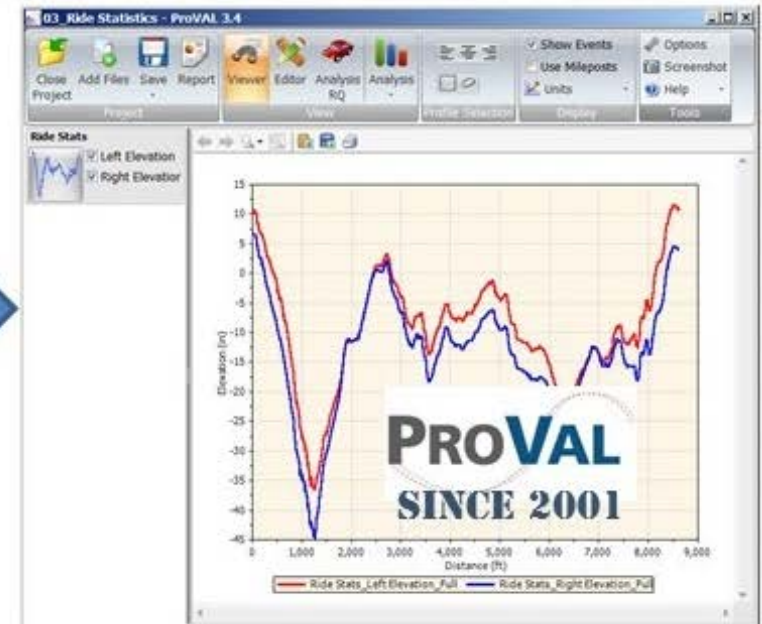 03_Ride Statistics - ProVAL 3.4
Close Project
Add Files
Save
Report
Viewer
Editor
Analysis RQ
Analysis
Show Events
Use Mileposts
Units
Options
Screenshot
Help
Project
View
Profile Selection
Display
Tools
Ride Stats
Left Elevation
Right Elevation
15
10
5
0
-5
-10
-15
-20
-25
-30
-35
-40
-45
Elevation (in)
PROVAL
SINCE 2001
0 1,000 2,000 3,000 4,000 5,000 6,000 7,000 8,000 9,000
Distance (ft)
Ride Stats_Left Elevation_Full Ride Stats_Right Elevation_Full